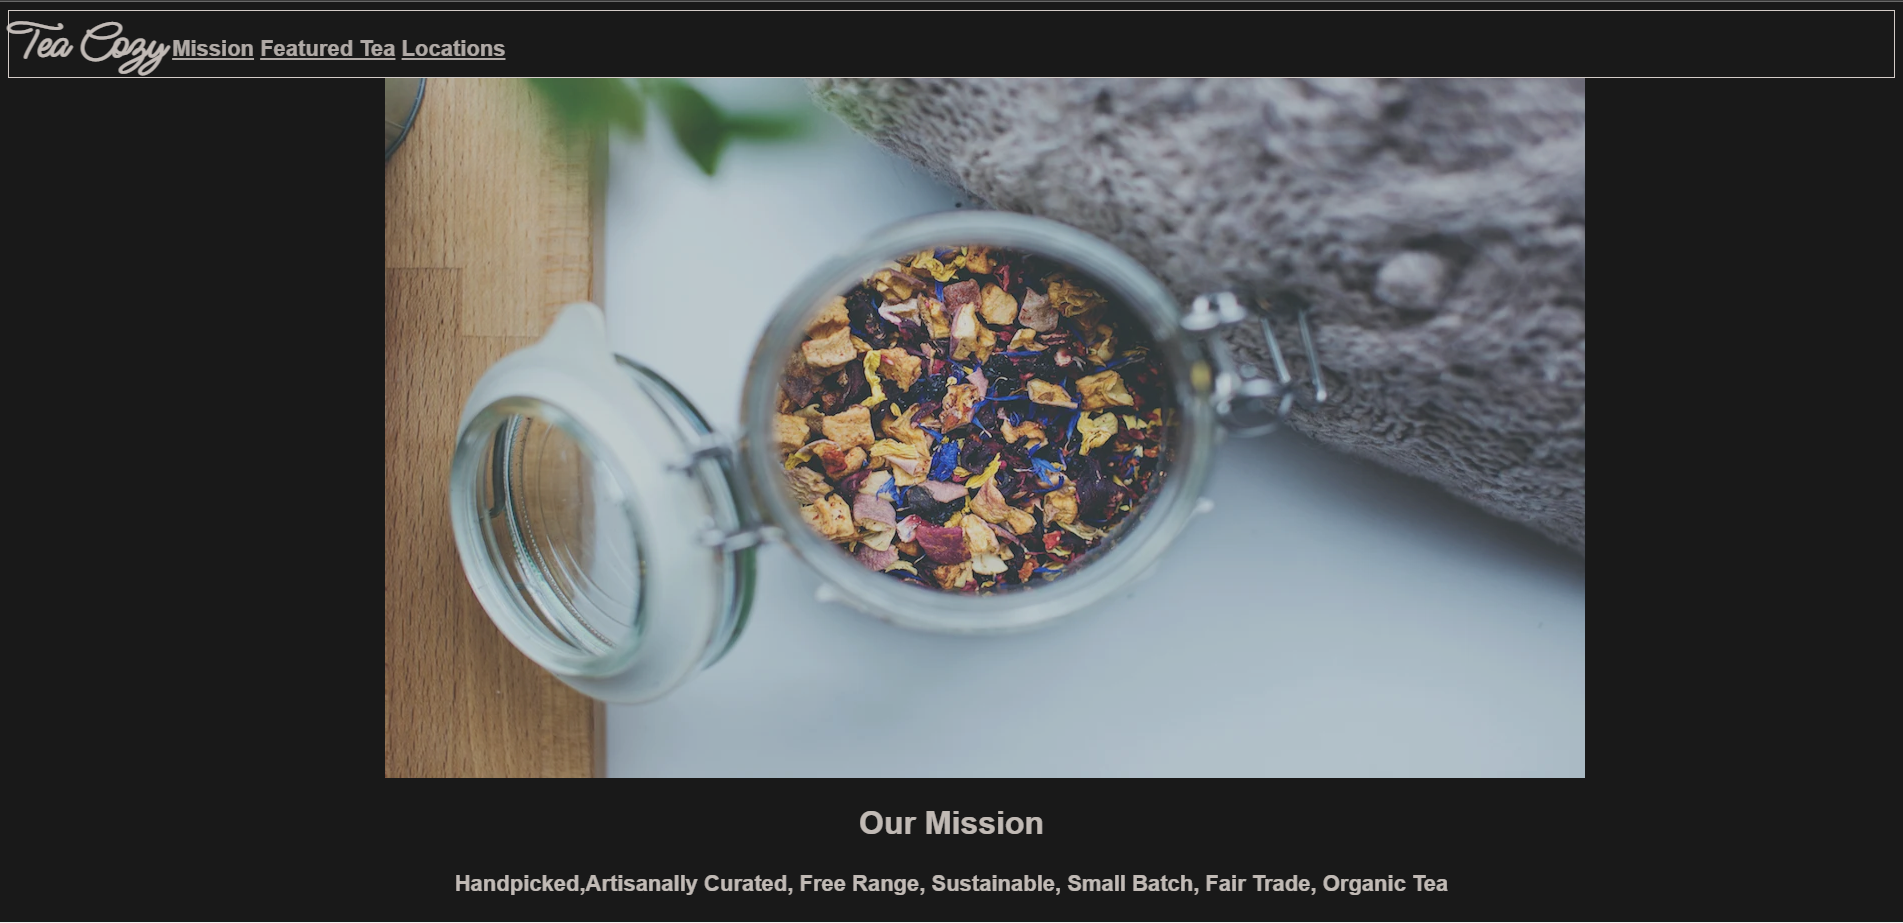 Tea Cozy Mission Featured Tea Locations
Our Mission
Handpicked,Artisanally Curated, Free Range, Sustainable, Small Batch, Fair Trade, Organic Tea